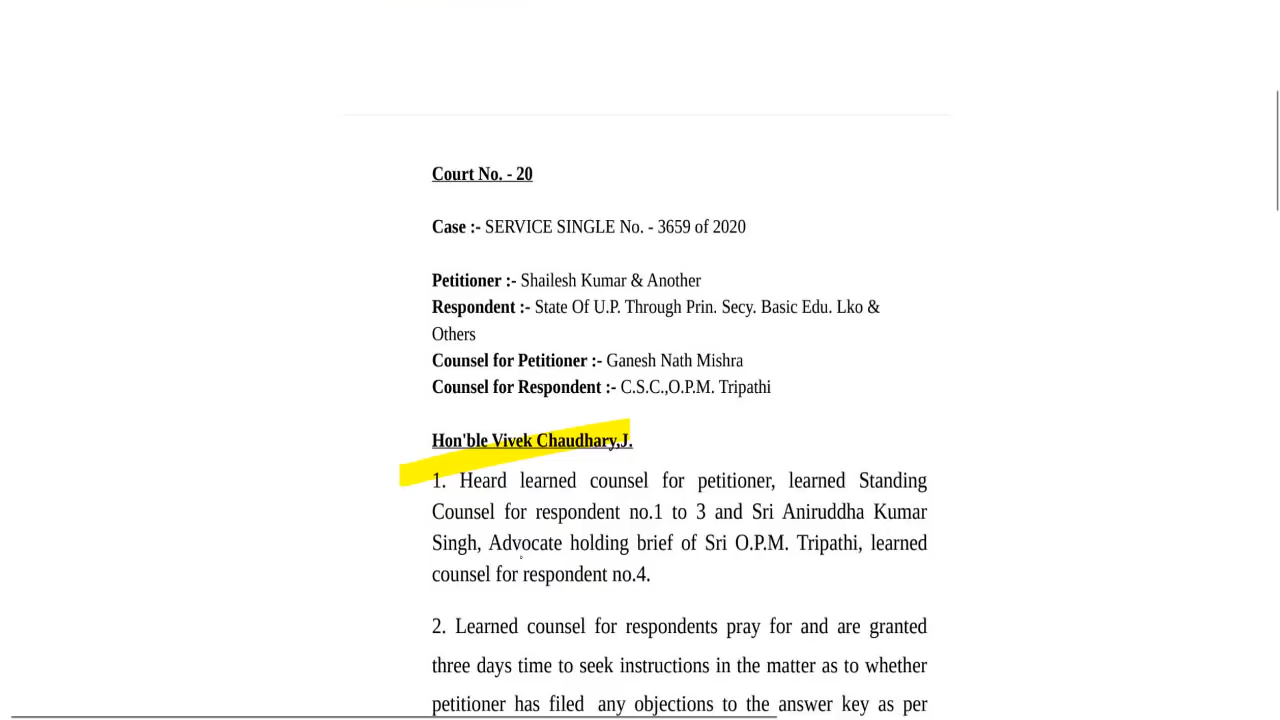 Court No. - 20
Case :- SERVICE SINGLE No. - 3659 of 2020
Petitioner :- Shailesh Kumar & Another
Respondent :- State Of U.P. Through Prin. Secy. Basic Edu. Lko &
Others
Counsel for Petitioner :- Ganesh Nath Mishra
Counsel for Respondent :- C.S.C.,O.P.M. Tripathi
Hon'ble Vivek Chaudhary,J.
1. Heard learned counsel for petitioner, learned Standing
Counsel for respondent no.1 to 3 and Sri Aniruddha Kumar
Singh, Advocate holding brief of Sri O.P.M. Tripathi, learned
counsel for respondent no.4.
2. Learned counsel for respondents pray for and are granted
three days time to seek instructions in the matter as to whether
petitioner has filed any objections to the answer key as per